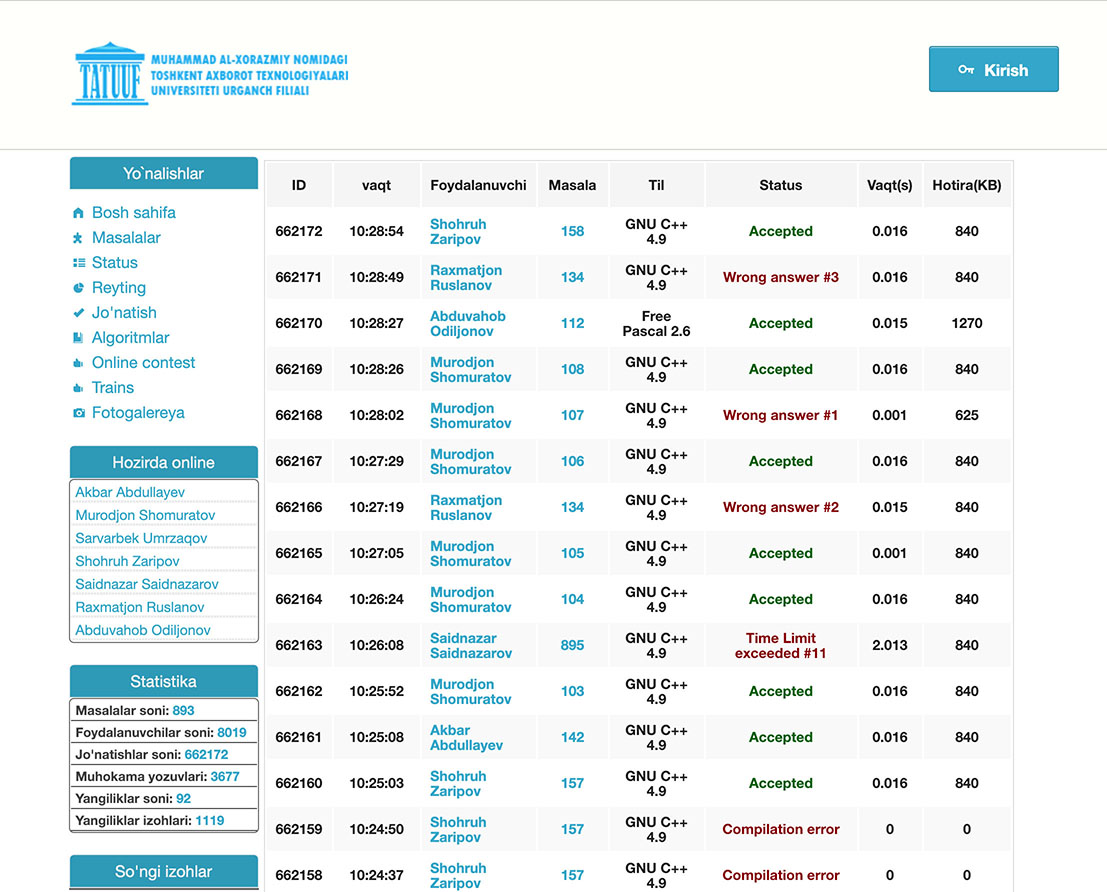 TATUUF
MUHAMMAD AL-XORAZMIY NOMIDAGI
TOSHKENT AXBOROT TEXNOLOGIYALARI
UNIVERSITETI URGANCH FILIALI
Kirish
Yo`nalishlar
Bosh sahifa
Masalalar
Status
Reyting
Jo'natish
Algoritmlar
Online contest
Trains
Fotogalereya
Hozirda online
Akbar Abdullayev
Murodjon Shomuratov
Sarvarbek Umrzaqov
Shohruh Zaripov
Saidnazar Saidnazarov
Raxmatjon Ruslanov
Abduvahob Odiljonov
Statistika
Masalalar soni: 893
Foydalanuvchilar soni: 8019
Jo'natishlar soni: 662172
Muhokama yozuvlari: 3677
Yangiliklar soni: 92
Yangiliklar izohlari: 1119
So'ngi izohlar
ID vaqt Foydalanuvchi Masala Til Status Vaqt(s) Hotira(KB)
662172 10:28:54 Shohruh Zaripov 158 GNU C++ 4.9 Accepted 0.016 840
662171 10:28:49 Raxmatjon Ruslanov 134 GNU C++ 4.9 Wrong answer #3 0.016 840
662170 10:28:27 Abduvahob Odiljonov 112 Free Pascal 2.6 Accepted 0.015 1270
662169 10:28:26 Murodjon Shomuratov 108 GNU C++ 4.9 Accepted 0.016 840
662168 10:28:02 Murodjon Shomuratov 107 GNU C++ 4.9 Wrong answer #1 0.001 625
662167 10:27:29 Murodjon Shomuratov 106 GNU C++ 4.9 Accepted 0.016 840
662166 10:27:19 Raxmatjon Ruslanov 134 GNU C++ 4.9 Wrong answer #2 0.015 840
662165 10:27:05 Murodjon Shomuratov 105 GNU C++ 4.9 Accepted 0.001 840
662164 10:26:24 Murodjon Shomuratov 104 GNU C++ 4.9 Accepted 0.016 840
662163 10:26:08 Saidnazar Saidnazarov 895 GNU C++ 4.9 Time Limit exceeded #11 2.013 840
662162 10:25:52 Murodjon Shomuratov 103 GNU C++ 4.9 Accepted 0.016 840
662161 10:25:08 Akbar Abdullayev 142 GNU C++ 4.9 Accepted 0.016 840
662160 10:25:03 Shohruh Zaripov 157 GNU C++ 4.9 Accepted 0.016 840
662159 10:24:50 Shohruh Zaripov 157 GNU C++ 4.9 Compilation error 0 0
662158 10:24:37 Shohruh Zaripov 157 GNU C++ 4.9 Compilation error 0 0